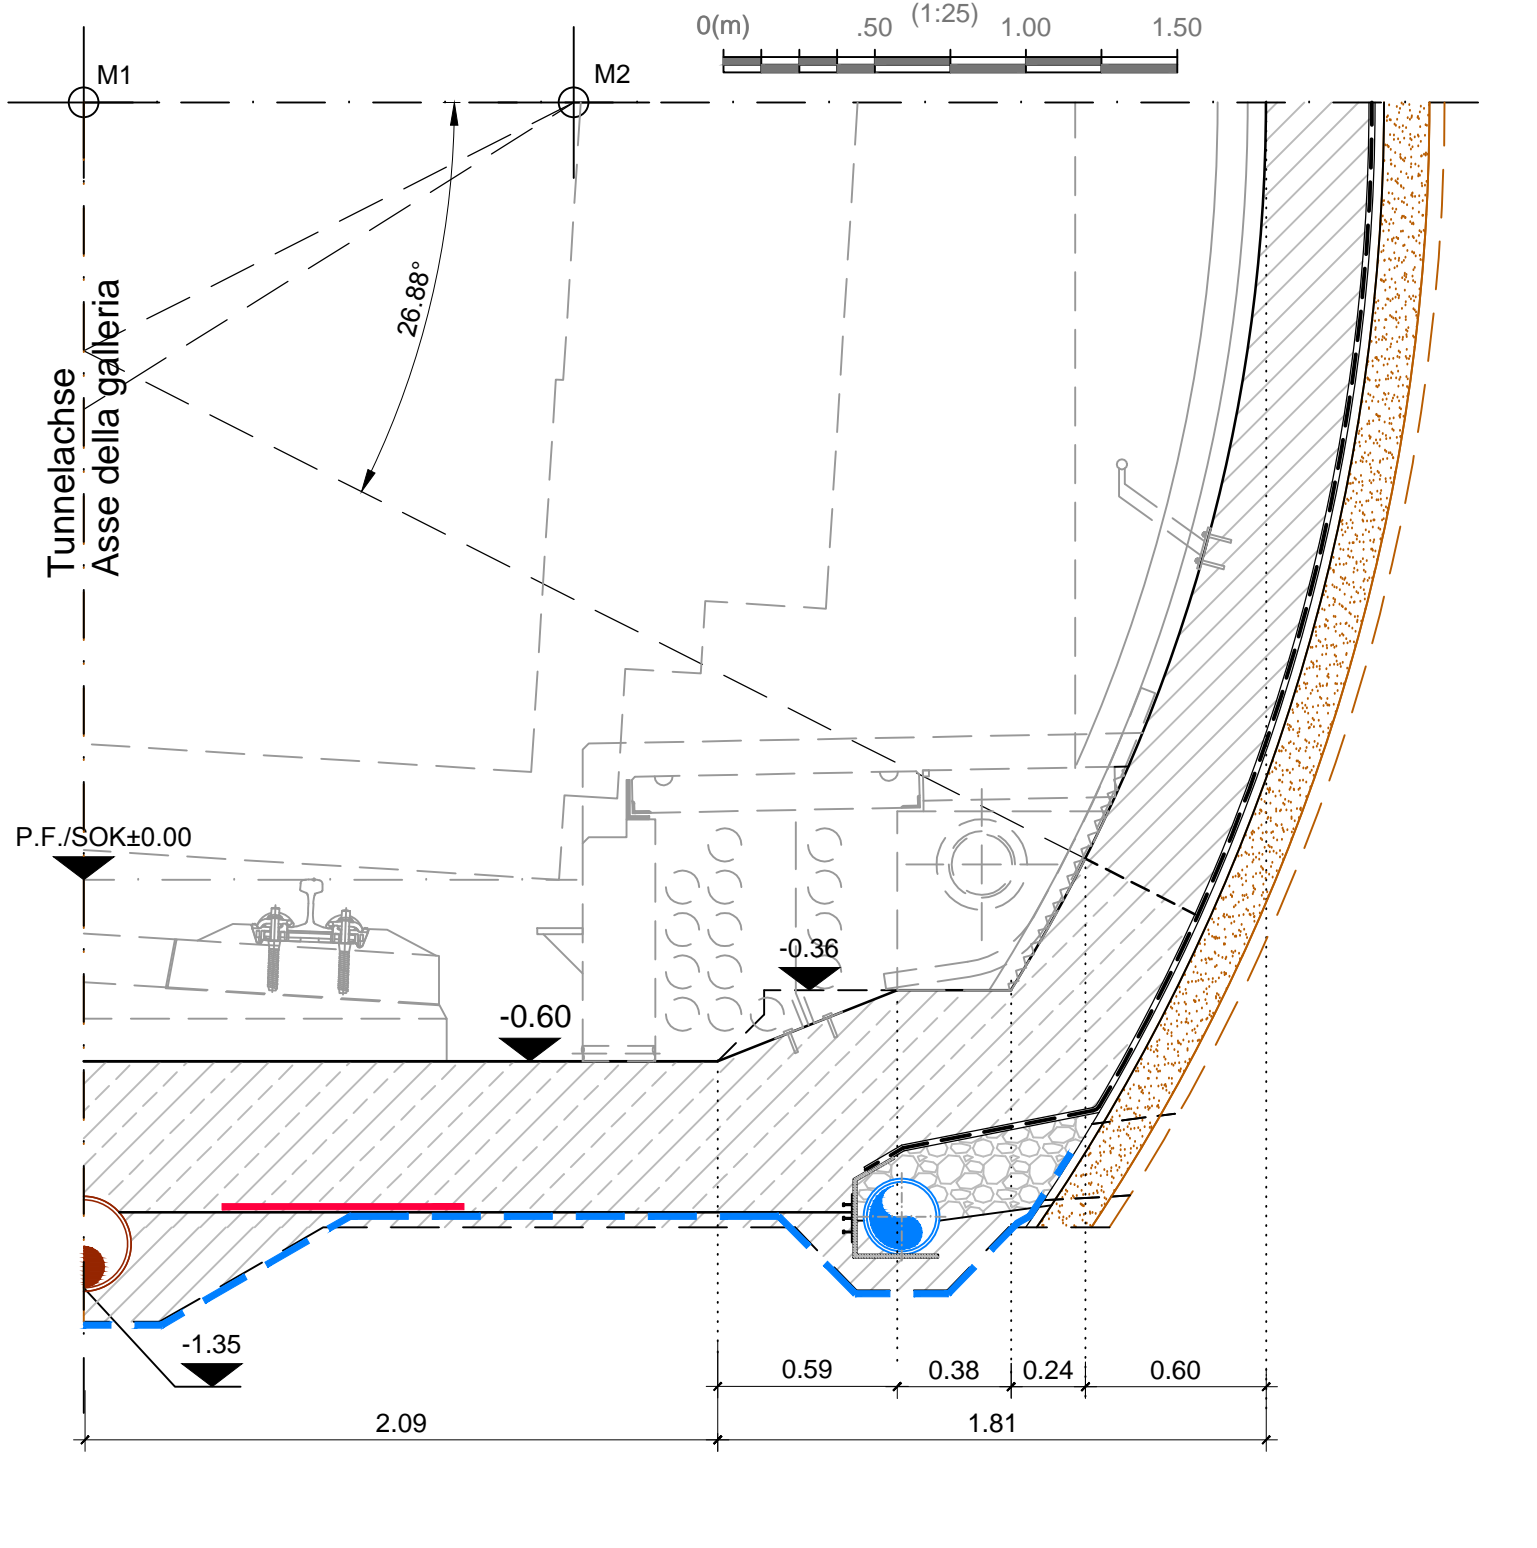 0(m)
.50
(1:25)
1.00
1.50
M1
M2
26.88°
Tunnelachse
Asse della galleria
P.F./SOK±0.00
-0.36
-0.60
-1.35
0.59
0.38
0.24
0.60
2.09
1.81